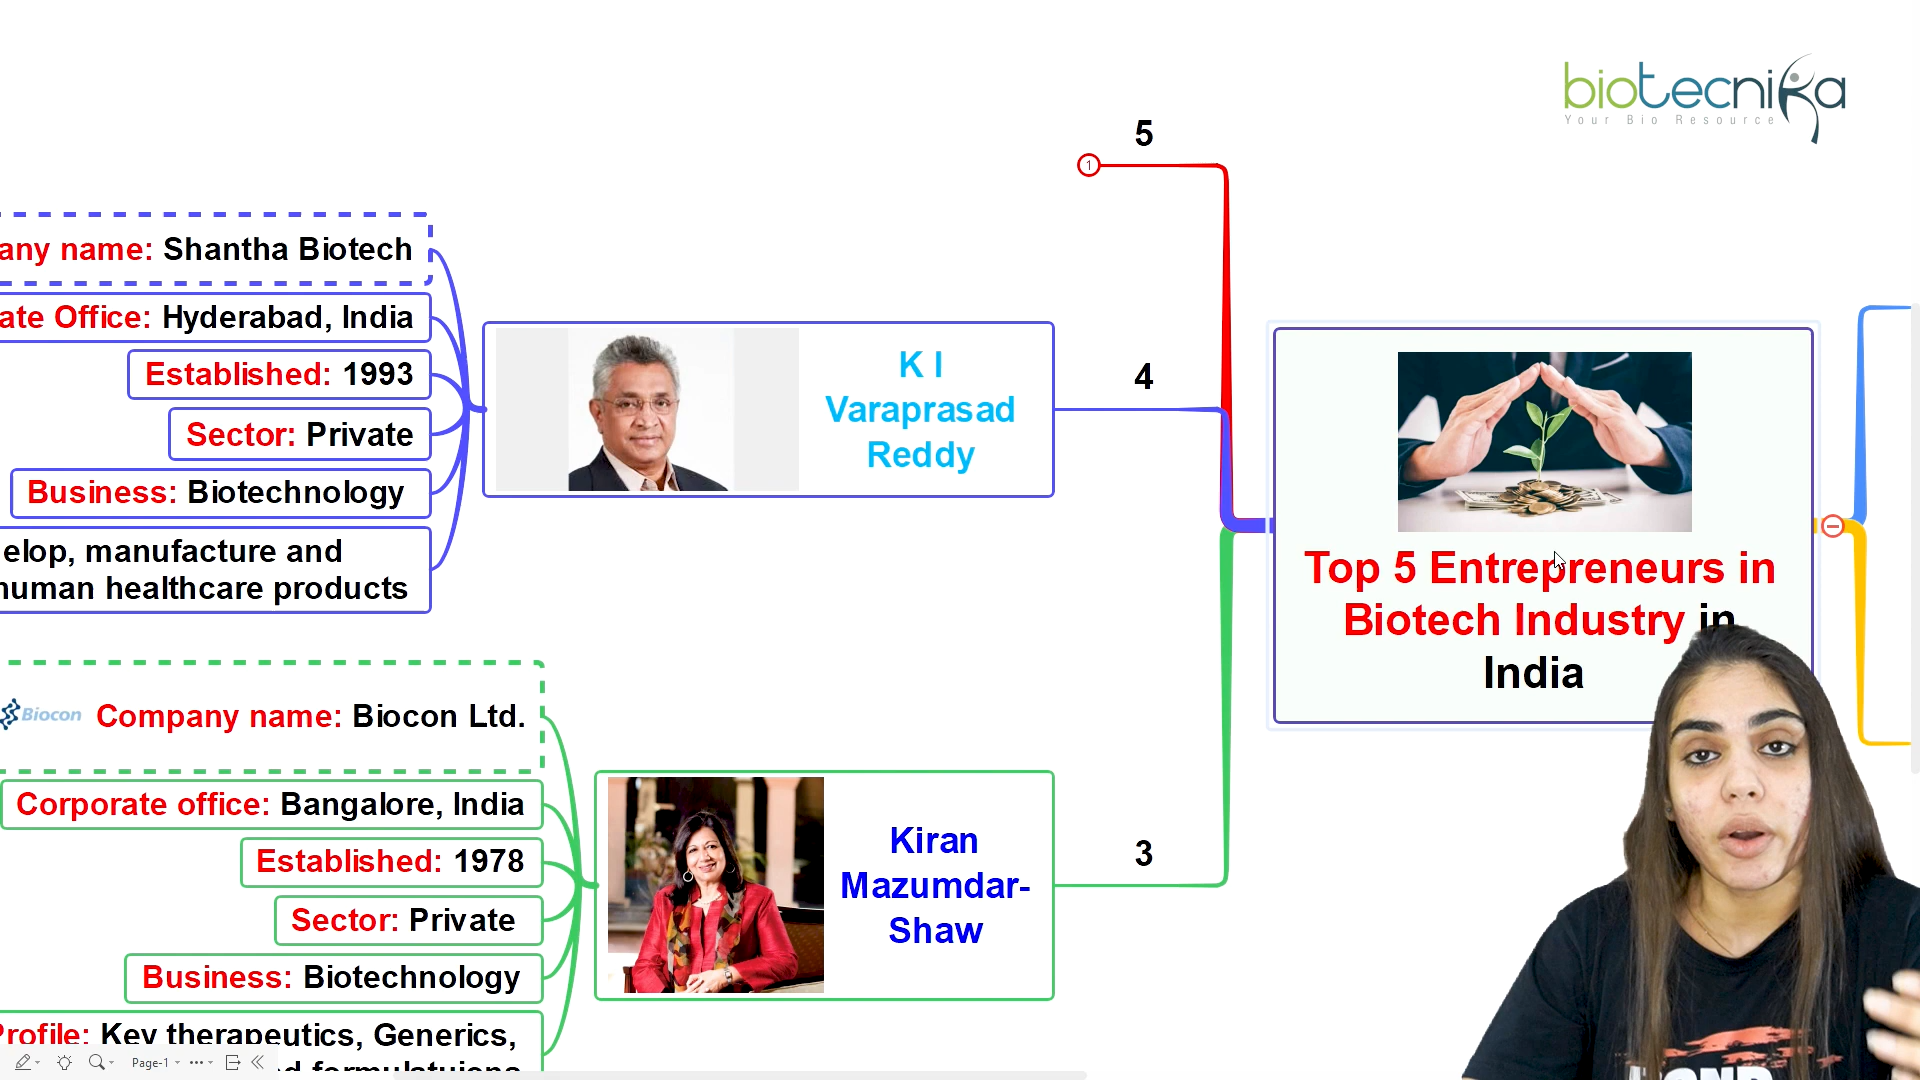 biotecnika
Your Bio Resource
5
1
any name: Shantha Biotech
ate Office: Hyderabad, India
Established: 1993
Sector: Private
Business: Biotechnology
elop, manufacture and
human healthcare products
K I
Varaprasad
Reddy
4
Top 5 Entrepreneurs in
Biotech Industry in
India
Biocon
Company name: Biocon Ltd.
Corporate office: Bangalore, India
Established: 1978
Sector: Private
Business: Biotechnology
Profile: Key therapeutics, Generics,
d formulatuions
Kiran
Mazumdar-
Shaw
3
Page-1